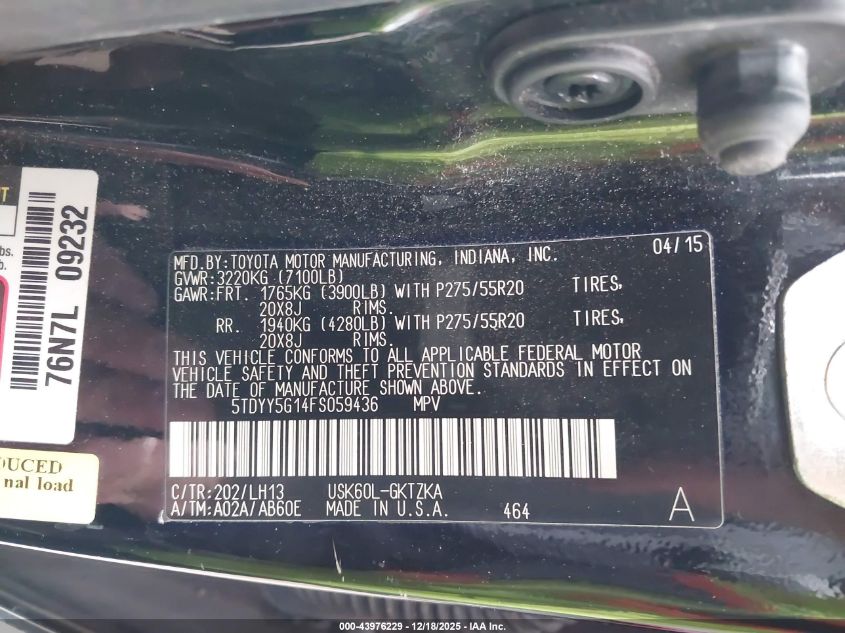 MFD.BY:TOYOTA MOTOR MANUFACTURING, INDIANA, INC. 04/15
GVWR:3220KG (7100LB)
GAWR:FRT. 1765KG (3900LB) WITH P275/55R20 TIRES,
20X8J RIMS.
RR. 1940KG (4280LB) WITH P275/55R20 TIRES,
20X8J RIMS.
THIS VEHICLE CONFORMS TO ALL APPLICABLE FEDERAL MOTOR
VEHICLE SAFETY AND THEFT PREVENTION STANDARDS IN EFFECT ON
THE DATE OF MANUFACTURE SHOWN ABOVE.
5TDYY5G14FS059436 MPV
C/TR:202/LH13 USK60L-GKTZKA
A/TM:A02A/AB60E MADE IN U.S.A. 464 A
76N7L 09232
bs.
b.
DUCED
nal load
000-43976229 - 12/18/2025 - IAA Inc.